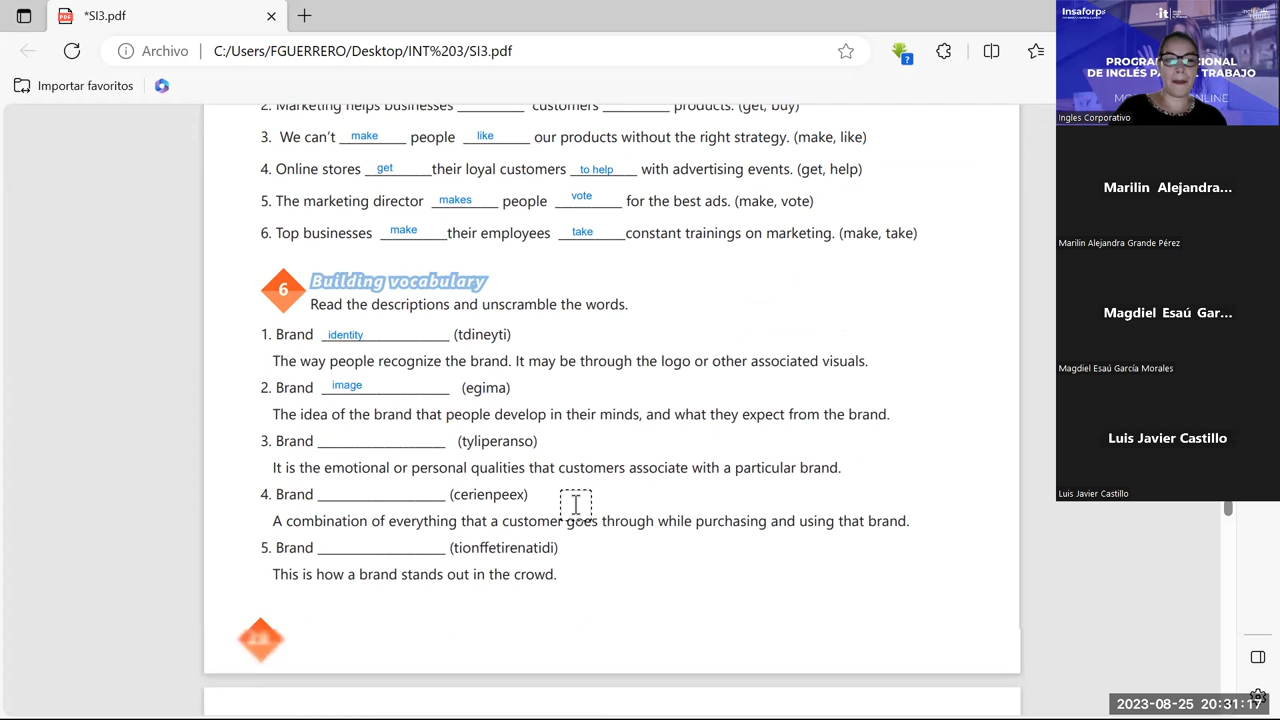 *SI3.pdf
Archivo
C:/Users/FGUERRERO/Desktop/INT%203/SI3.pdf
Importar favoritos
2. Marketing helps businesses ________ customers ________ products. (get, buy)
3. We can't make people like our products without the right strategy. (make, like)
4. Online stores get their loyal customers to help with advertising events. (get, help)
5. The marketing director makes people vote for the best ads. (make, vote)
6. Top businesses make their employees take constant trainings on marketing. (make, take)
6
Building vocabulary
Read the descriptions and unscramble the words.
1. Brand identity (tdineyti)
The way people recognize the brand. It may be through the logo or other associated visuals.
2. Brand image (egima)
The idea of the brand that people develop in their minds, and what they expect from the brand.
3. Brand ________________ (tyliperanso)
It is the emotional or personal qualities that customers associate with a particular brand.
4. Brand ________________ (cerienpeex)
A combination of everything that a customer goes through while purchasing and using that brand.
5. Brand ________________ (tionffetirenatidi)
This is how a brand stands out in the crowd.
Insaforp
Ingles Corporativo
Marilin Alejandra...
Marilin Alejandra Grande Pérez
Magdiel Esaú Gar...
Magdiel Esaú García Morales
Luis Javier Castillo
Luis Javier Castillo
2023-08-25 20:31:17